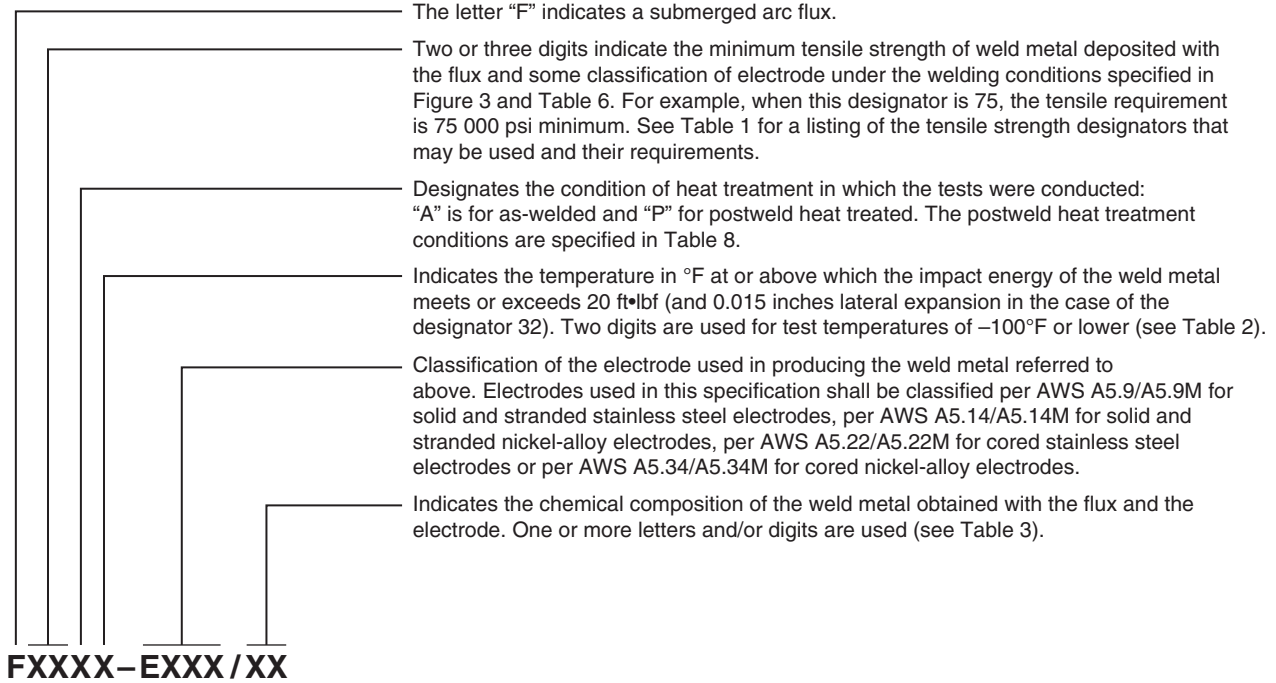 The letter “F” indicates a submerged arc flux.
Two or three digits indicate the minimum tensile strength of weld metal deposited with
the flux and some classification of electrode under the welding conditions specified in
Figure 3 and Table 6. For example, when this designator is 75, the tensile requirement
is 75 000 psi minimum. See Table 1 for a listing of the tensile strength designators that
may be used and their requirements.
Designates the condition of heat treatment in which the tests were conducted:
“A” is for as-welded and “P” for postweld heat treated. The postweld heat treatment
conditions are specified in Table 8.
Indicates the temperature in °F at or above which the impact energy of the weld metal
meets or exceeds 20 ft•lbf (and 0.015 inches lateral expansion in the case of the
designator 32). Two digits are used for test temperatures of –100°F or lower (see Table 2).
Classification of the electrode used in producing the weld metal referred to
above. Electrodes used in this specification shall be classified per AWS A5.9/A5.9M for
solid and stranded stainless steel electrodes, per AWS A5.14/A5.14M for solid and
stranded nickel-alloy electrodes, per AWS A5.22/A5.22M for cored stainless steel
electrodes or per AWS A5.34/A5.34M for cored nickel-alloy electrodes.
Indicates the chemical composition of the weld metal obtained with the flux and the
electrode. One or more letters and/or digits are used (see Table 3).
FXXXX–EXXX/XX